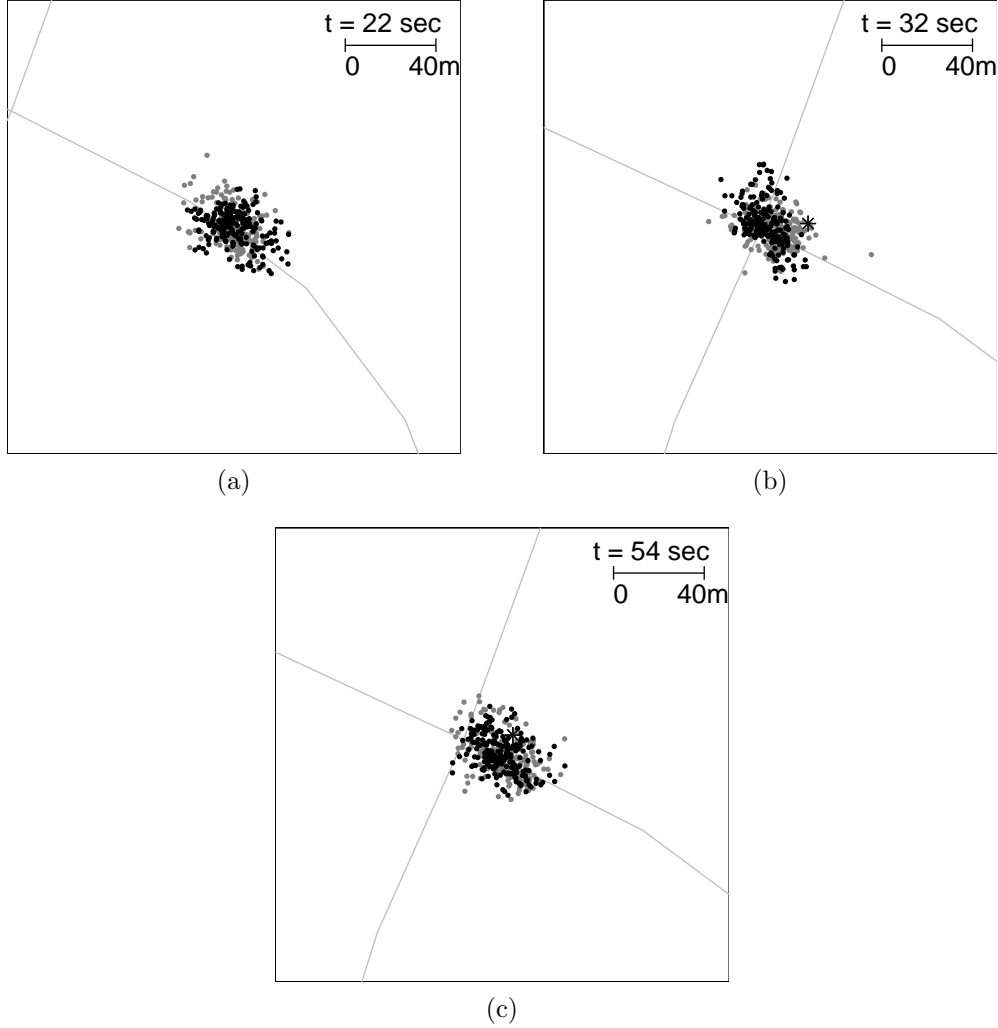 t = 22 sec
0 40m
(a)
t = 32 sec
0 40m
(b)
t = 54 sec
0 40m
(c)